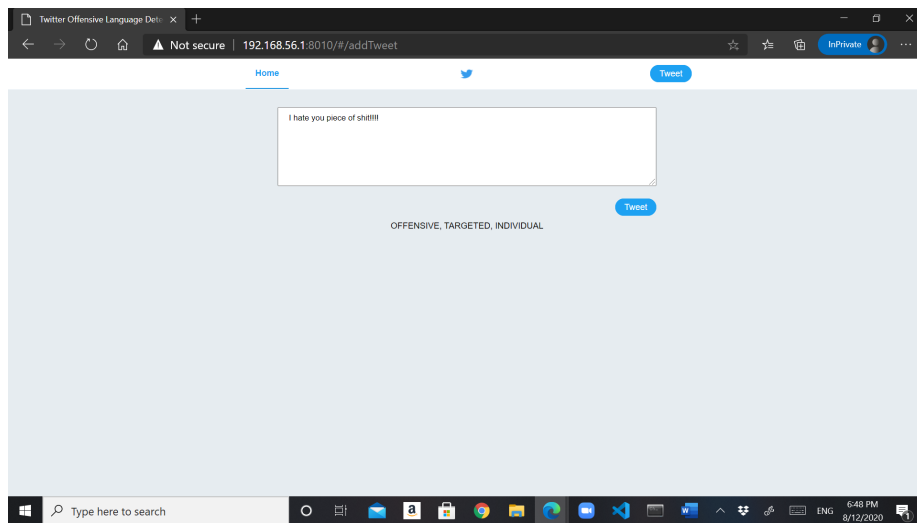 Twitter Offensive Language Dete
Not secure | 192.168.56.1:8010/#/addTweet
InPrivate
Home
Tweet
I hate you piece of shit!!!!!
Tweet
OFFENSIVE, TARGETED, INDIVIDUAL
Type here to search
ENG
6:48 PM
8/12/2020